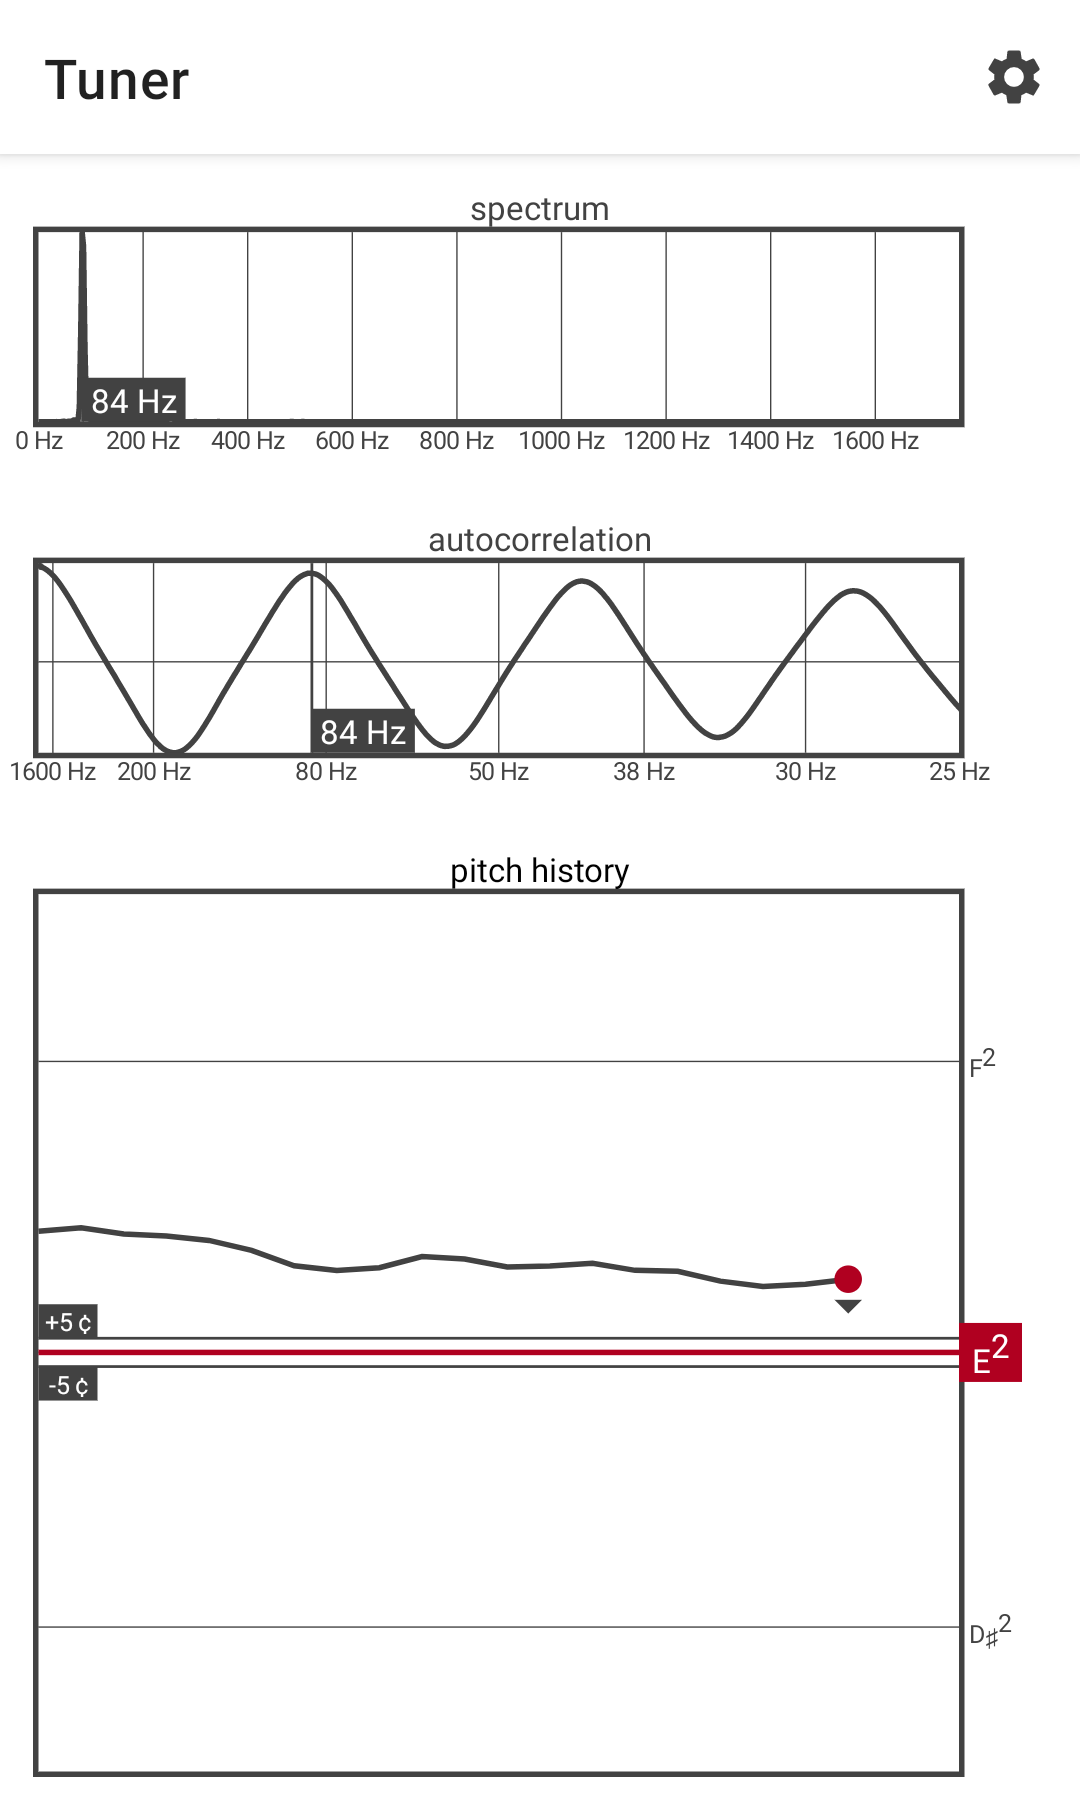 Tuner
spectrum
84 Hz
0 Hz 200 Hz 400 Hz 600 Hz 800 Hz 1000 Hz 1200 Hz 1400 Hz 1600 Hz
autocorrelation
84 Hz
1600 Hz 200 Hz 80 Hz 50 Hz 38 Hz 30 Hz 25 Hz
pitch history
F2
+5 ¢
E2
-5 ¢
D♯2